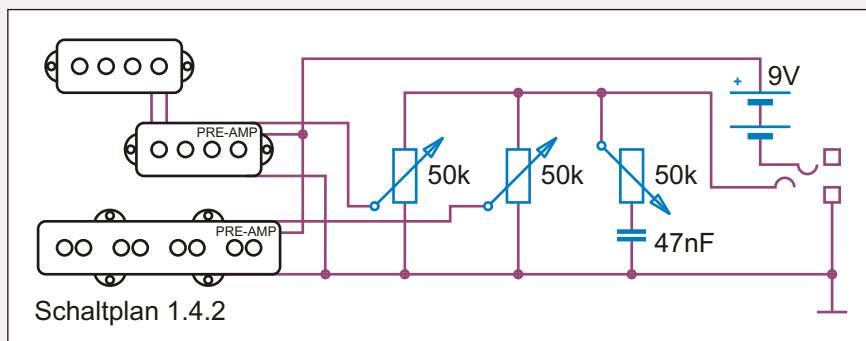 PRE-AMP
PRE-AMP
+
9V
50k
50k
50k
47nF
Schaltplan 1.4.2